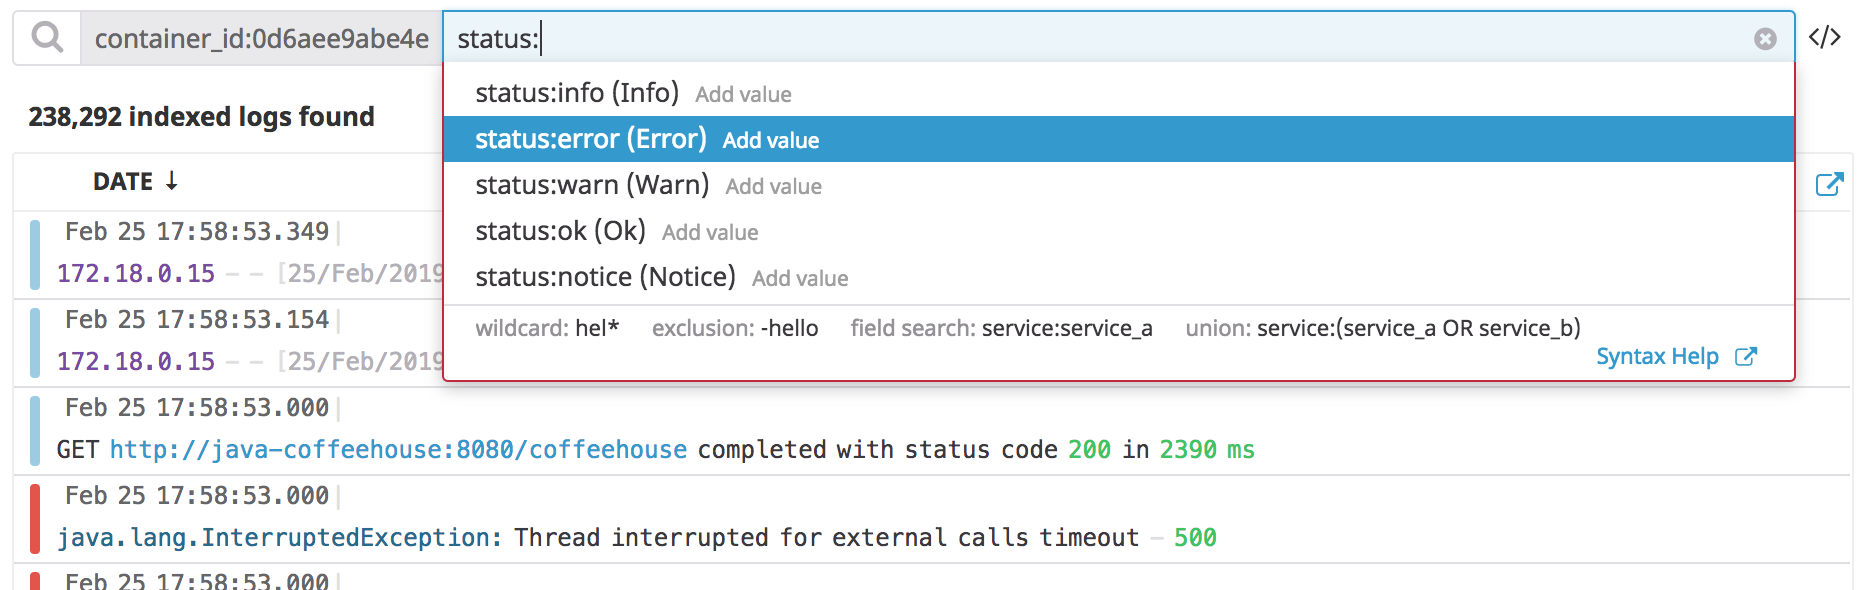 container_id:0d6aee9abe4e status:
</>
status:info (Info) Add value
238,292 indexed logs found
status:error (Error) Add value
DATE ↓
status:warn (Warn) Add value
status:ok (Ok) Add value
status:notice (Notice) Add value
wildcard: hel* exclusion: -hello field search: service:service_a union: service:(service_a OR service_b)
Syntax Help
Feb 25 17:58:53.349|
172.18.0.15 – – [25/Feb/2019
Feb 25 17:58:53.154|
172.18.0.15 – – [25/Feb/2019
Feb 25 17:58:53.000|
GET http://java-coffeehouse:8080/coffeehouse completed with status code 200 in 2390 ms
Feb 25 17:58:53.000|
java.lang.InterruptedException: Thread interrupted for external calls timeout – 500
Feb 25 17:58:53.000|